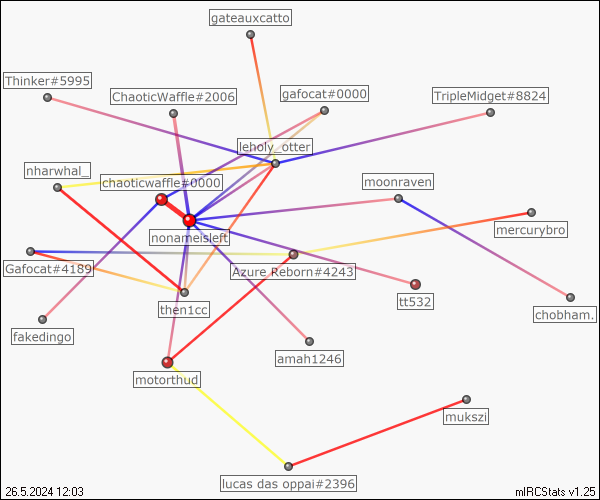 gateauxcatto
Thinker#5995
ChaoticWaffle#2006
gafocat#0000
TripleMidget#8824
leholy_otter
nharwhal_
chaoticwaffle#0000
moonraven
mercurybro
nonameisleft
Gafocat#4189
Azure Reborn#4243
then1cc
tt532
chobham.
fakedingo
amah1246
motorthud
mukszi
lucas das oppai#2396
26.5.2024 12:03
mIRCStats v1.25